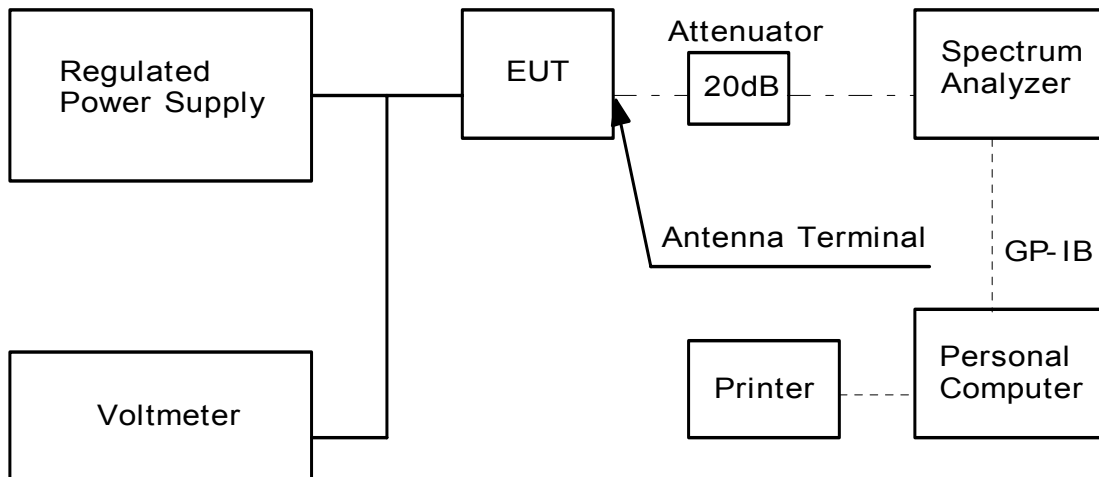 Regulated
Power Supply
EUT
Attenuator
20dB
Spectrum
Analyzer
Antenna Terminal
GP-IB
Voltmeter
Printer
Personal
Computer